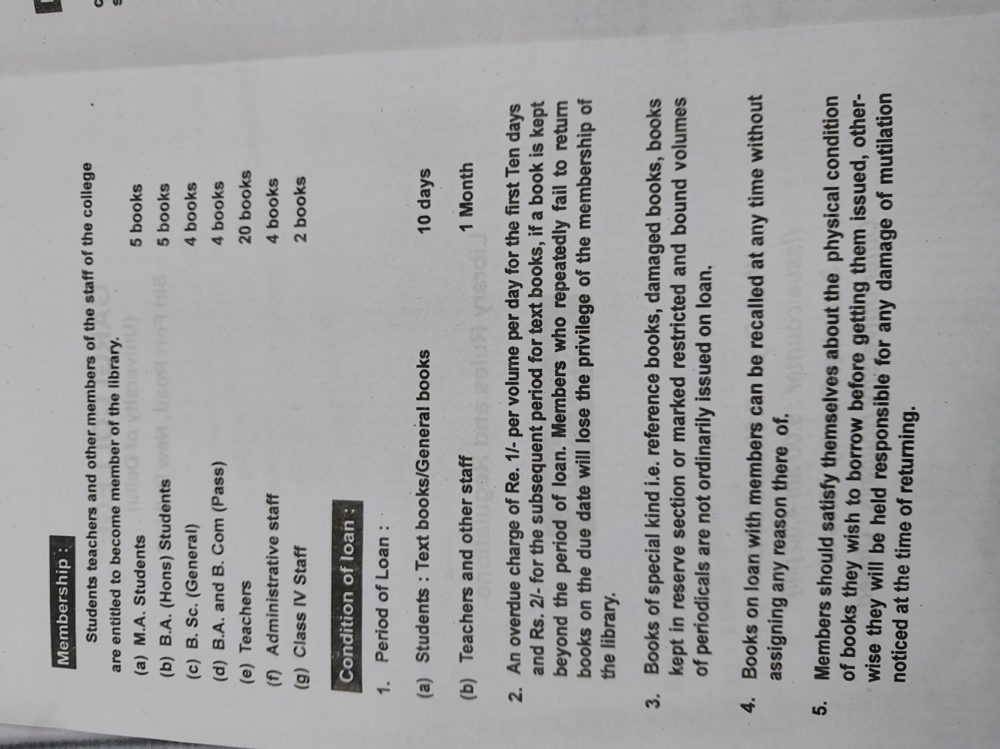 Membership :
Students teachers and other members of the staff of the college
are entitled to become member of the library.
(a) M.A. Students 5 books
(b) B.A. (Hons) Students 5 books
(c) B. Sc. (General) 4 books
(d) B.A. and B. Com (Pass) 4 books
(e) Teachers 20 books
(f) Administrative staff 4 books
(g) Class IV Staff 2 books
Condition of loan :
1. Period of Loan :
(a) Students : Text books/General books 10 days
(b) Teachers and other staff 1 Month
2. An overdue charge of Re. 1/- per volume per day for the first Ten days
and Rs. 2/- for the subsequent period for text books, if a book is kept
beyond the period of loan. Members who repeatedly fail to return
books on the due date will lose the privilege of the membership of
the library.
3. Books of special kind i.e. reference books, damaged books, books
kept in reserve section or marked restricted and bound volumes
of periodicals are not ordinarily issued on loan.
4. Books on loan with members can be recalled at any time without
assigning any reason there of.
5. Members should satisfy themselves about the physical condition
of books they wish to borrow before getting them issued, other-
wise they will be held responsible for any damage of mutilation
noticed at the time of returning.